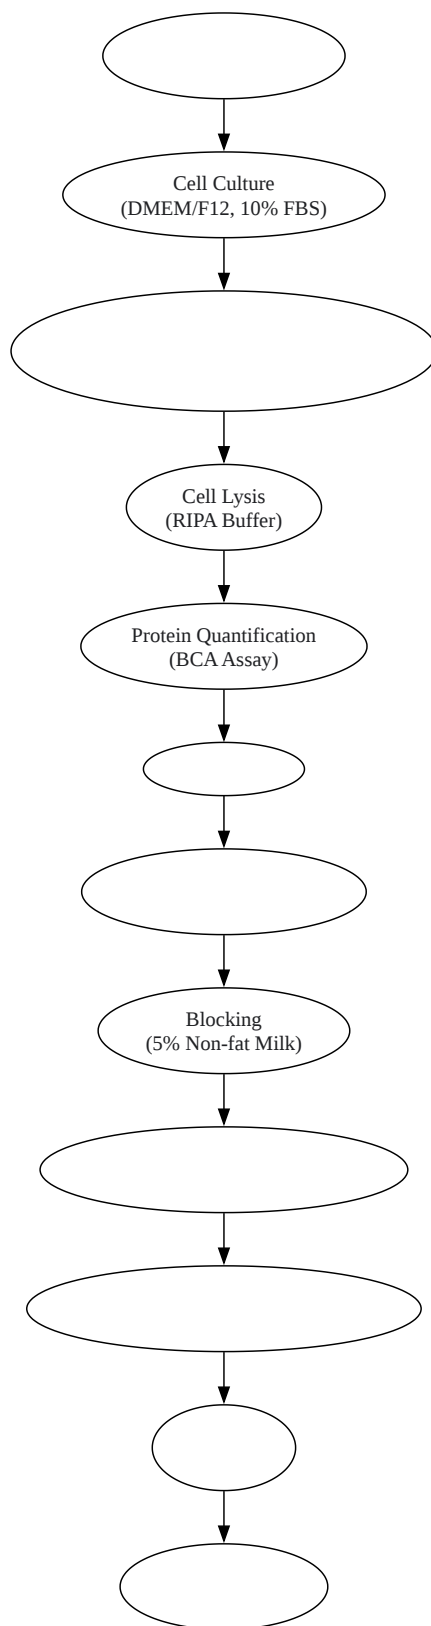 Cell Culture
(DMEM/F12, 10% FBS)
Cell Lysis
(RIPA Buffer)
Protein Quantification
(BCA Assay)
Blocking
(5% Non-fat Milk)